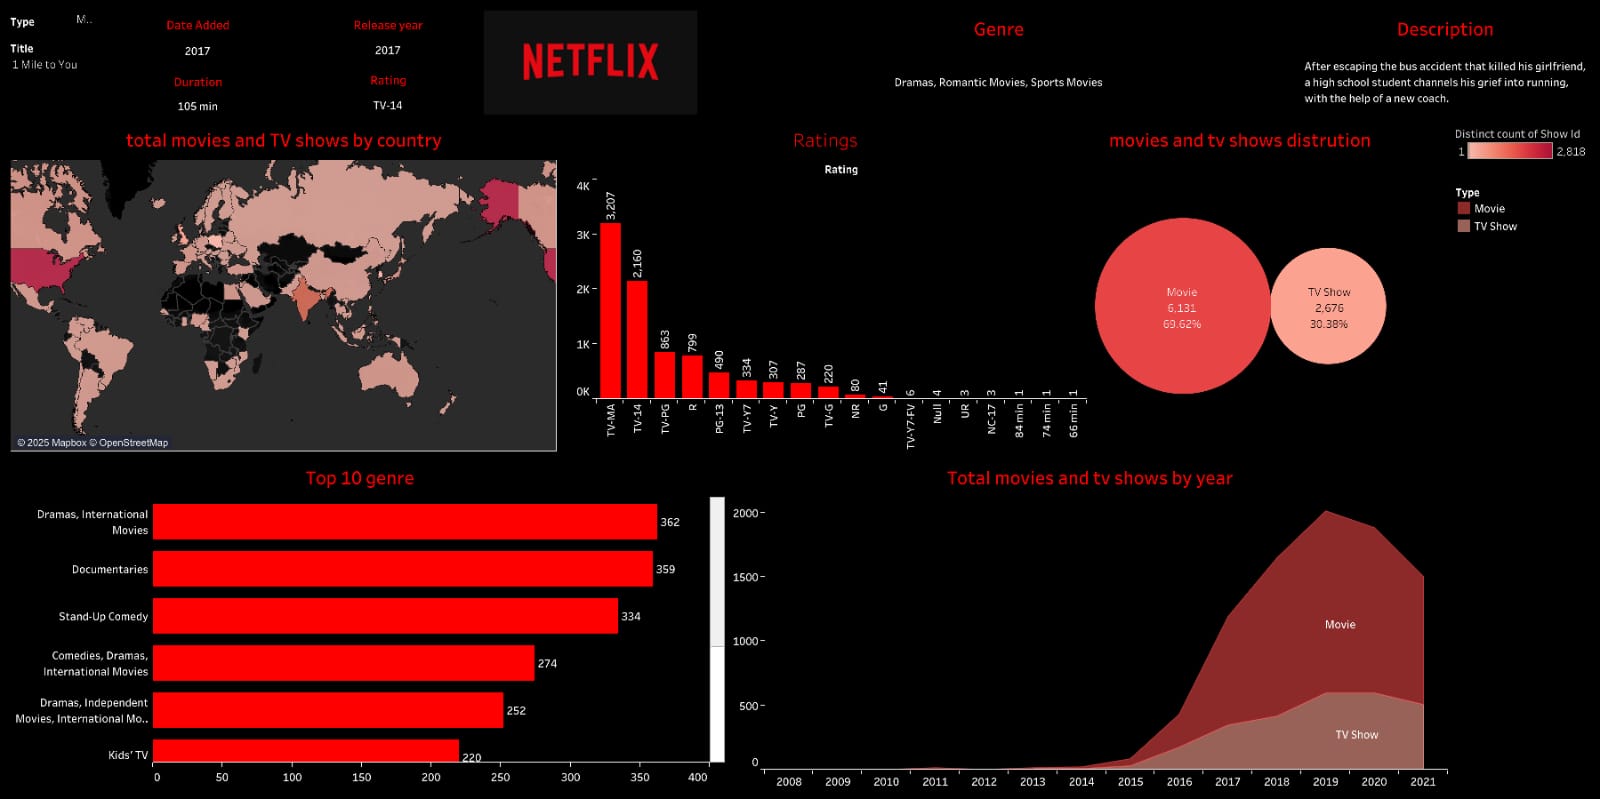 Type
M..
Title
1 Mile to You
Date Added
2017
Duration
105 min
Release year
2017
Rating
TV-14
NETFLIX
Genre
Dramas, Romantic Movies, Sports Movies
Description
After escaping the bus accident that killed his girlfriend,
a high school student channels his grief into running,
with the help of a new coach.
total movies and TV shows by country
© 2025 Mapbox © OpenStreetMap
Ratings
Rating
4K
3K
2K
1K
0K
3,207
2,160
863
799
490
334
307
287
220
80
41
6
4
3
3
1
1
1
TV-MA
TV-14
TV-PG
R
PG-13
TV-Y7
TV-Y
PG
TV-G
NR
G
TV-Y7-FV
Null
UR
NC-17
84 min
74 min
66 min
movies and tv shows distrution
Movie
6,131
69.62%
TV Show
2,676
30.38%
Distinct count of Show Id
1
2,818
Type
Movie
TV Show
Top 10 genre
Dramas, International
Movies
362
Documentaries
359
Stand-Up Comedy
334
Comedies, Dramas,
International Movies
274
Dramas, Independent
Movies, International Mo..
252
Kids' TV
220
0
50
100
150
200
250
300
350
400
Total movies and tv shows by year
2000
1500
1000
500
0
Movie
TV Show
2008
2009
2010
2011
2012
2013
2014
2015
2016
2017
2018
2019
2020
2021